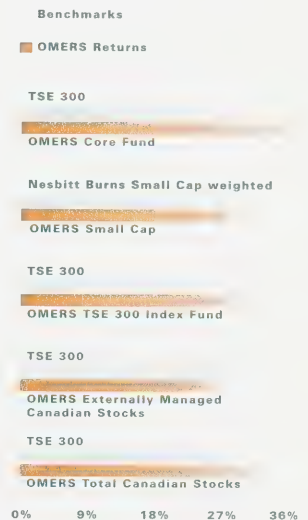 Benchmarks
OMERS Returns
TSE 300
OMERS Core Fund
Nesbitt Burns Small Cap weighted
OMERS Small Cap
TSE 300
OMERS TSE 300 Index Fund
TSE 300
OMERS Externally Managed
Canadian Stocks
TSE 300
OMERS Total Canadian Stocks
0% 9% 18% 27% 36%